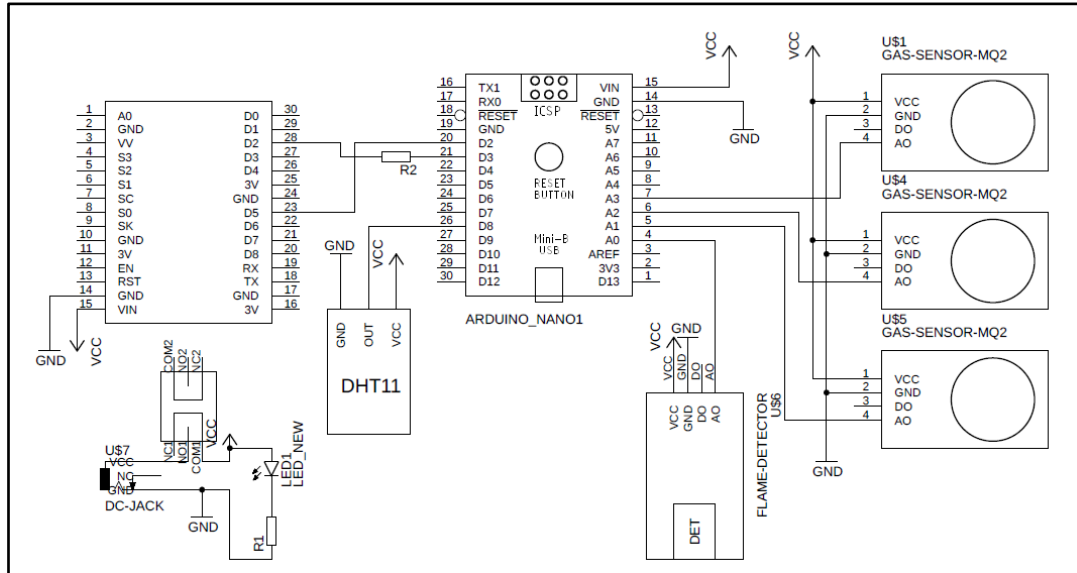 1 A0 D0 30
2 GND D1 29
3 VV D2 28
4 S3 D3 27
5 S2 D4 26
6 S1 3V 25
7 SC GND 24
8 S0 D5 23
9 SK D6 22
10 GND D7 21
11 3V D8 20
12 EN RX 19
13 RST TX 18
14 GND GND 17
15 VIN 3V 16
GND
VCC
R2
16 TX1 VIN 15
17 RX0 GND 14
18 RESET RESET 13
19 GND 5V 12
20 D2 A7 11
21 D3 A6 10
22 D4 A5 9
23 D5 A4 8
24 D6 A3 7
25 D7 A2 6
26 D8 A1 5
27 D9 A0 4
28 D10 AREF 3
29 D11 3V3 2
30 D12 D13 1
ICSP
RESET
BUTTON
Mini-B
USB
ARDUINO_NANO1
VCC
GND
VCC
U$1
GAS-SENSOR-MQ2
1 VCC
2 GND
3 DO
4 AO
U$4
GAS-SENSOR-MQ2
1 VCC
2 GND
3 DO
4 AO
U$5
GAS-SENSOR-MQ2
1 VCC
2 GND
3 DO
4 AO
GND
GND
VCC
GND
OUT
VCC
DHT11
VCC
GND
VCC
GND
DO
AO
VCC
GND
DO
AO
U$6
FLAME-DETECTOR
DET
COM2
NO2
NC2
NC1
NO1
COM1
VCC
U$7
VCC
NC
GND
DC-JACK
GND
LED1
LED_NEW
R1